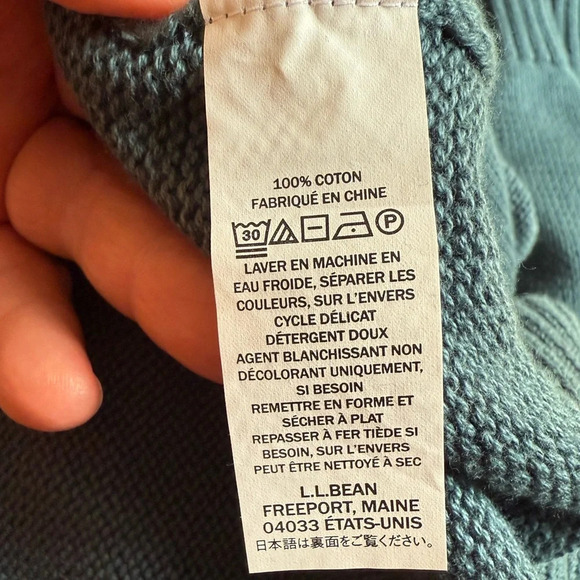 100% COTON
FABRIQUÉ EN CHINE
30 P
LAVER EN MACHINE EN
EAU FROIDE, SÉPARER LES
COULEURS, SUR L'ENVERS
CYCLE DÉLICAT
DÉTERGENT DOUX
AGENT BLANCHISSANT NON
DÉCOLORANT UNIQUEMENT,
SI BESOIN
REMETTRE EN FORME ET
SÉCHER À PLAT
REPASSER À FER TIÈDE SI
BESOIN, SUR L'ENVERS
PEUT ÊTRE NETTOYÉ À SEC
L.L.BEAN
FREEPORT, MAINE
04033 ÉTATS-UNIS
日本語は裏面をご覧ください。